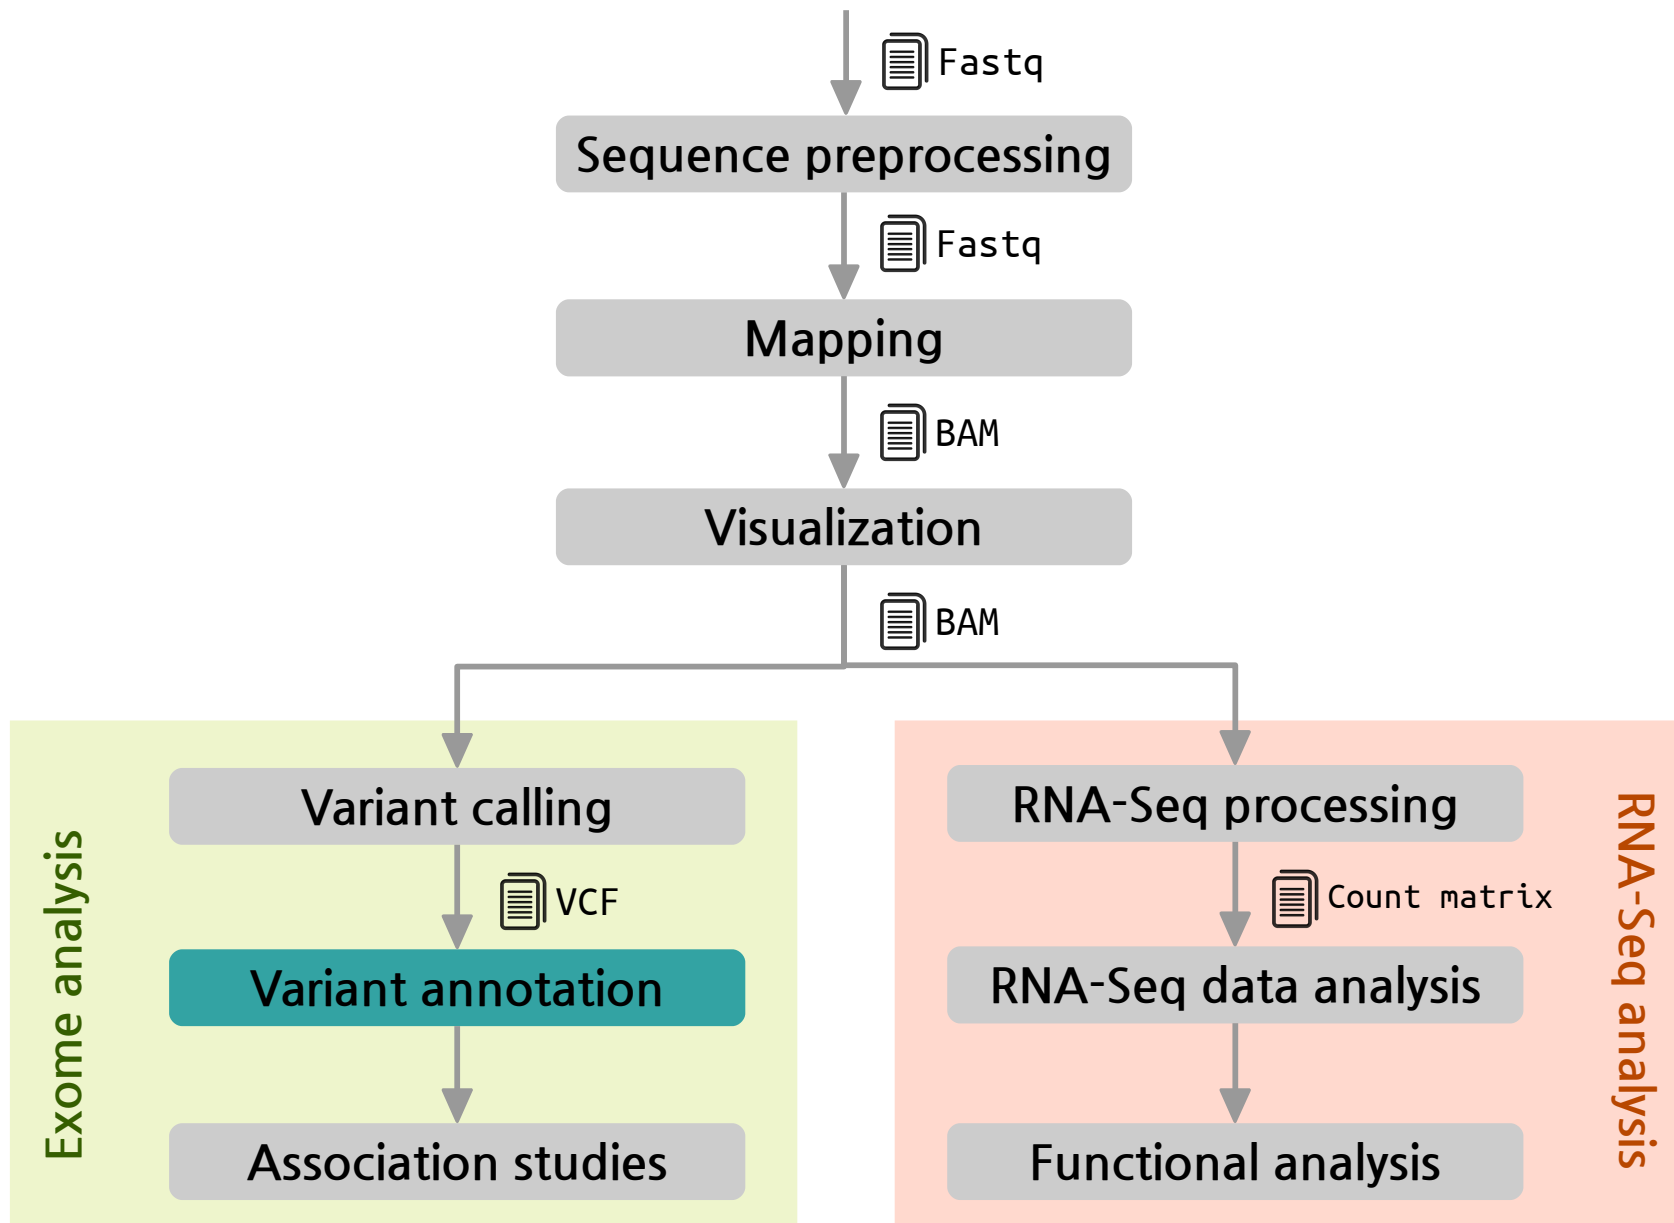 Fastq
Sequence preprocessing
Fastq
Mapping
BAM
Visualization
BAM
Exome analysis
Variant calling
VCF
Variant annotation
Association studies
RNA-Seq processing
Count matrix
RNA-Seq data analysis
Functional analysis
RNA-Seq analysis